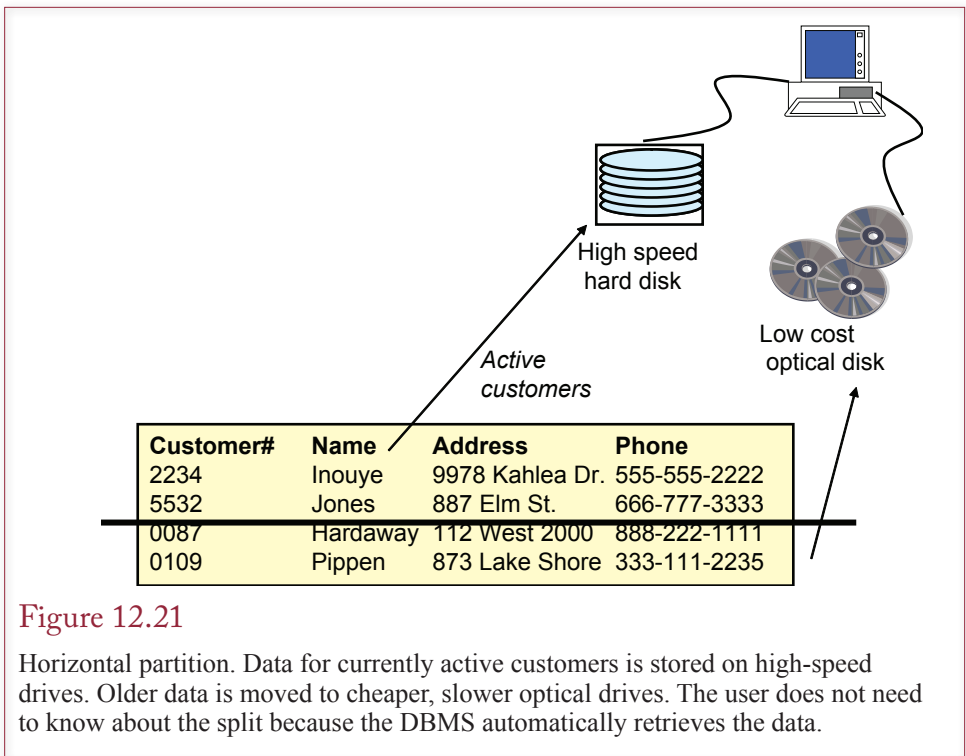 High speed
hard disk
Low cost
optical disk
Active
customers
Customer# Name Address Phone
2234 Inouye 9978 Kahlea Dr. 555-555-2222
5532 Jones 887 Elm St. 666-777-3333
0087 Hardaway 112 West 2000 888-222-1111
0109 Pippen 873 Lake Shore 333-111-2235
Figure 12.21
Horizontal partition. Data for currently active customers is stored on high-speed
drives. Older data is moved to cheaper, slower optical drives. The user does not need
to know about the split because the DBMS automatically retrieves the data.